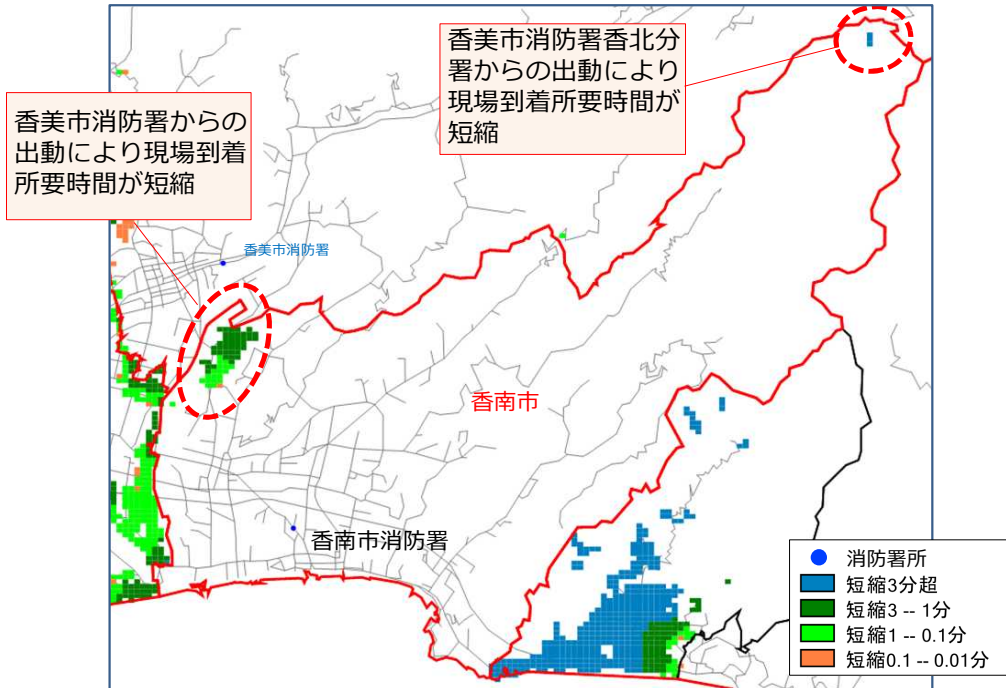 香美市消防署香北分
署からの出動により
現場到着所要時間が
短縮
香美市消防署からの
出動により現場到着
所要時間が短縮
香美市消防署
香南市
香南市消防署
消防署所
短縮3分超
短縮3 -- 1分
短縮1 -- 0.1分
短縮0.1 -- 0.01分